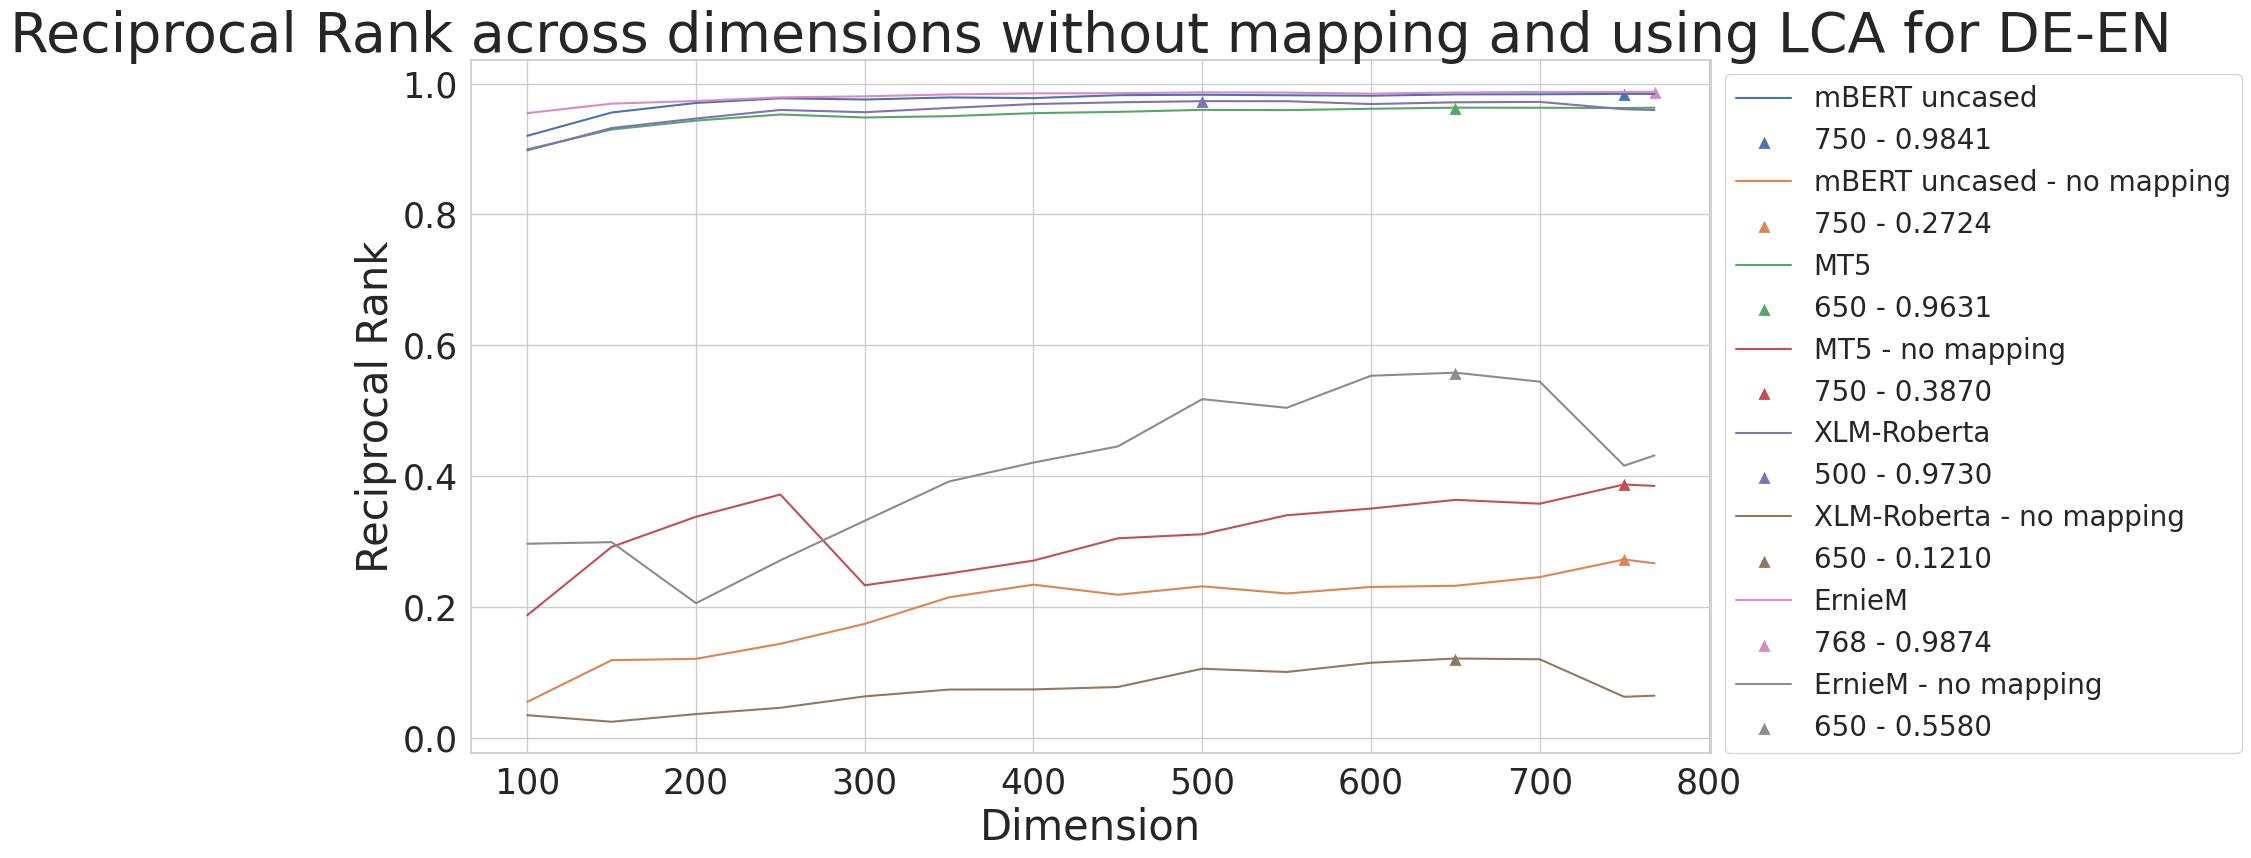 Reciprocal Rank across dimensions without mapping and using LCA for DE-EN
Reciprocal Rank
1.0
0.8
0.6
0.4
0.2
0.0
100 200 300 400 500 600 700 800
Dimension
mBERT uncased
750 - 0.9841
mBERT uncased - no mapping
750 - 0.2724
MT5
650 - 0.9631
MT5 - no mapping
750 - 0.3870
XLM-Roberta
500 - 0.9730
XLM-Roberta - no mapping
650 - 0.1210
ErnieM
768 - 0.9874
ErnieM - no mapping
650 - 0.5580